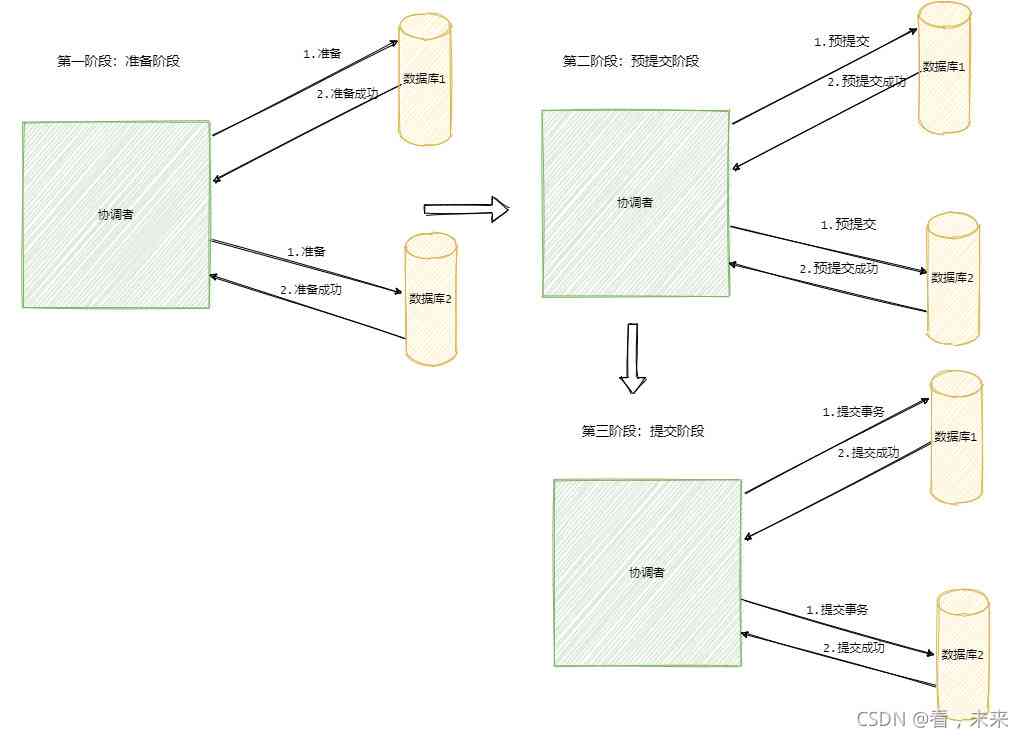 第一阶段：准备阶段
1.准备
数据库1
2.准备成功
协调者
1.准备
2.准备成功
数据库2
第二阶段：预提交阶段
1.预提交
数据库1
2.预提交成功
协调者
1.预提交
2.预提交成功
数据库2
第三阶段：提交阶段
1.提交事务
数据库1
2.提交成功
协调者
1.提交事务
2.提交成功
数据库2
CSDN @看，未来